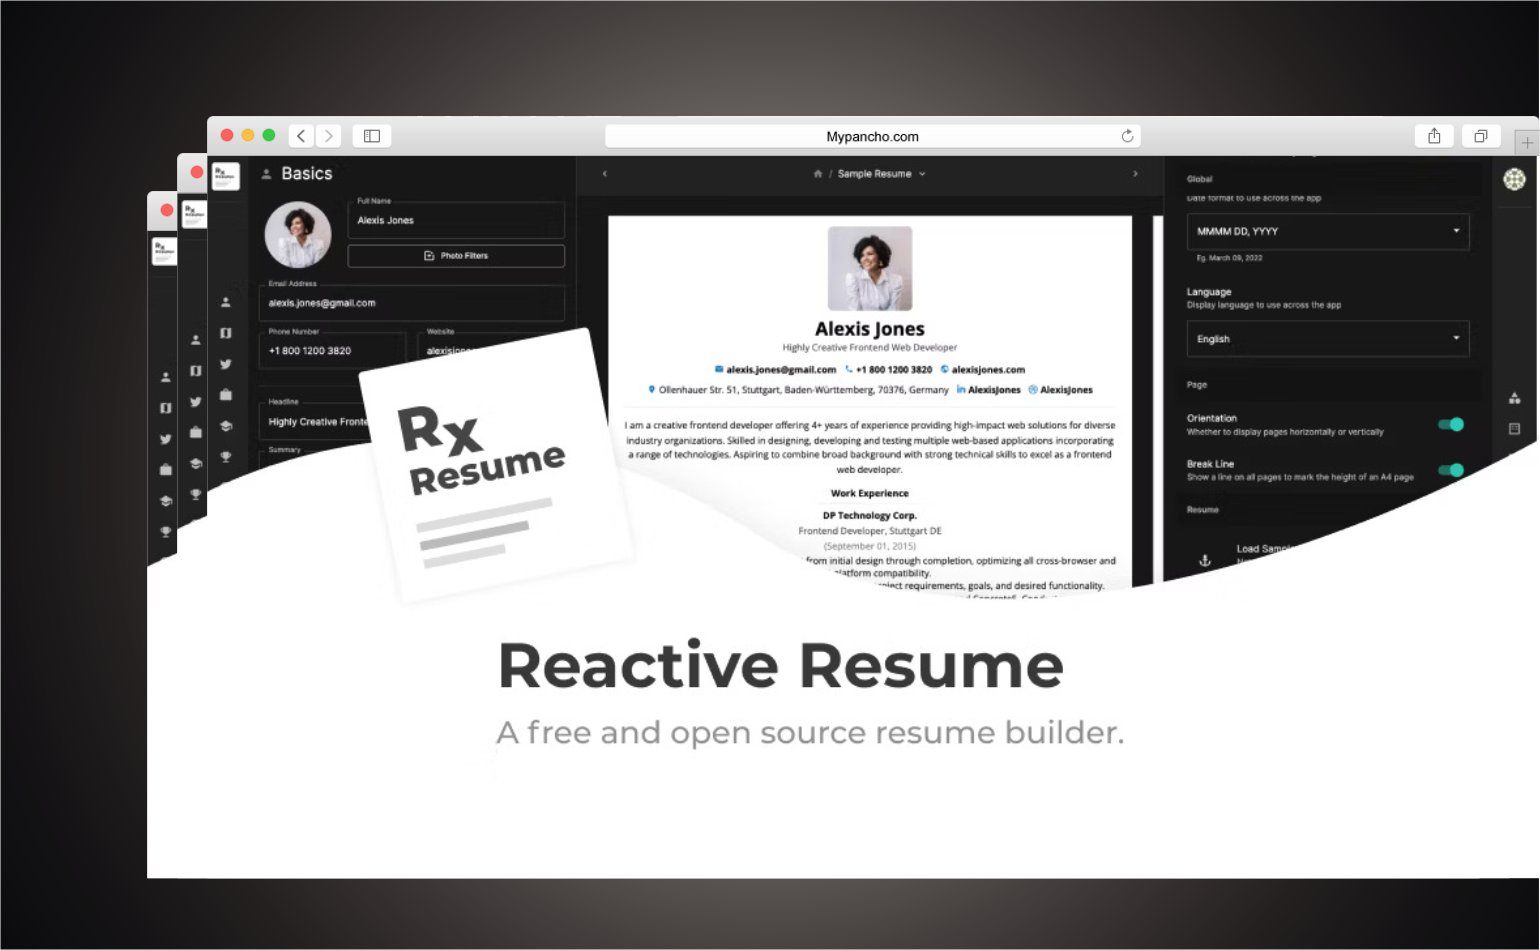 Mypancho.com
Basics
Full Name
Alexis Jones
Photo Filters
Email Address
alexis.jones@gmail.com
Phone Number
+1 800 1200 3820
Website
Headline
Highly Creative
Summary
Rx
Resume
/ Sample Resume
Alexis Jones
Highly Creative Frontend Web Developer
alexis.jones@gmail.com +1 800 1200 3820 alexisjones.com
Ollenhauer Str. 51, Stuttgart, Baden-Württemberg, 70376, Germany in AlexisJones AlexisJones
I am a creative frontend developer offering 4+ years of experience providing high-impact web solutions for diverse
industry organizations. Skilled in designing, developing and testing multiple web-based applications incorporating
a range of technologies. Aspiring to combine broad background with strong technical skills to excel as a frontend
web developer.
Work Experience
DP Technology Corp.
Frontend Developer, Stuttgart DE
(September 01, 2015)
from initial design through completion, optimizing all cross-browser and
platform compatibility.
requirements, goals, and desired functionality.
Global
Date format to use across the app
MMMM DD, YYYY
Eg. March 09, 2022
Language
Display language to use across the app
English
Page
Orientation
Whether to display pages horizontally or vertically
Break Line
Show a line on all pages to mark the height of an A4 page
Resume
Load
Reactive Resume
A free and open source resume builder.